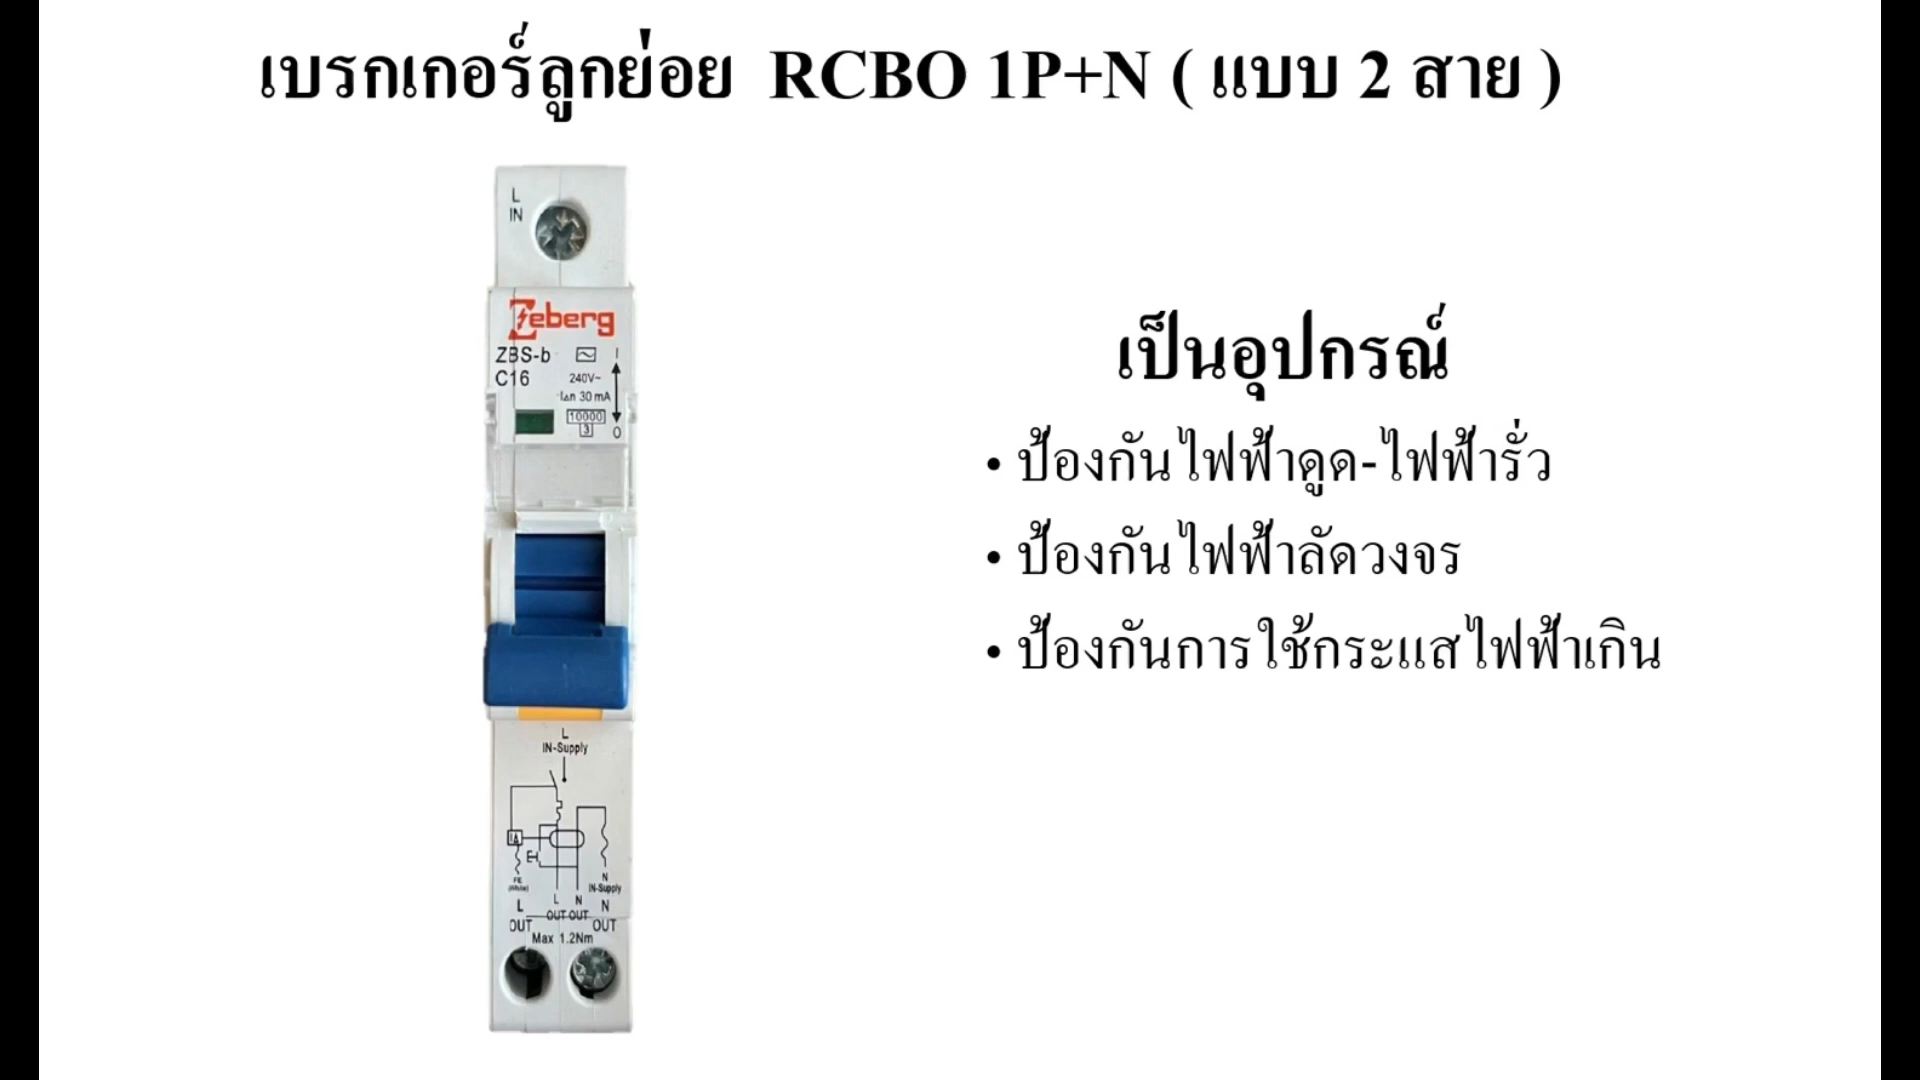 เบรกเกอร์ลูกย่อย RCBO 1P+N ( แบบ 2 สาย )
L
IN
Zeberg
ZBS-b
I
C16
240V~
I∆n 30 mA
10000
3
O
เป็นอุปกรณ์
• ป้องกันไฟฟ้าดูด-ไฟฟ้ารั่ว
• ป้องกันไฟฟ้าลัดวงจร
• ป้องกันการใช้กระแสไฟฟ้าเกิน
L
IN-Supply
FE
(White)
N
IN-Supply
L N
OUT OUT
L N
OUT OUT
Max 1.2Nm